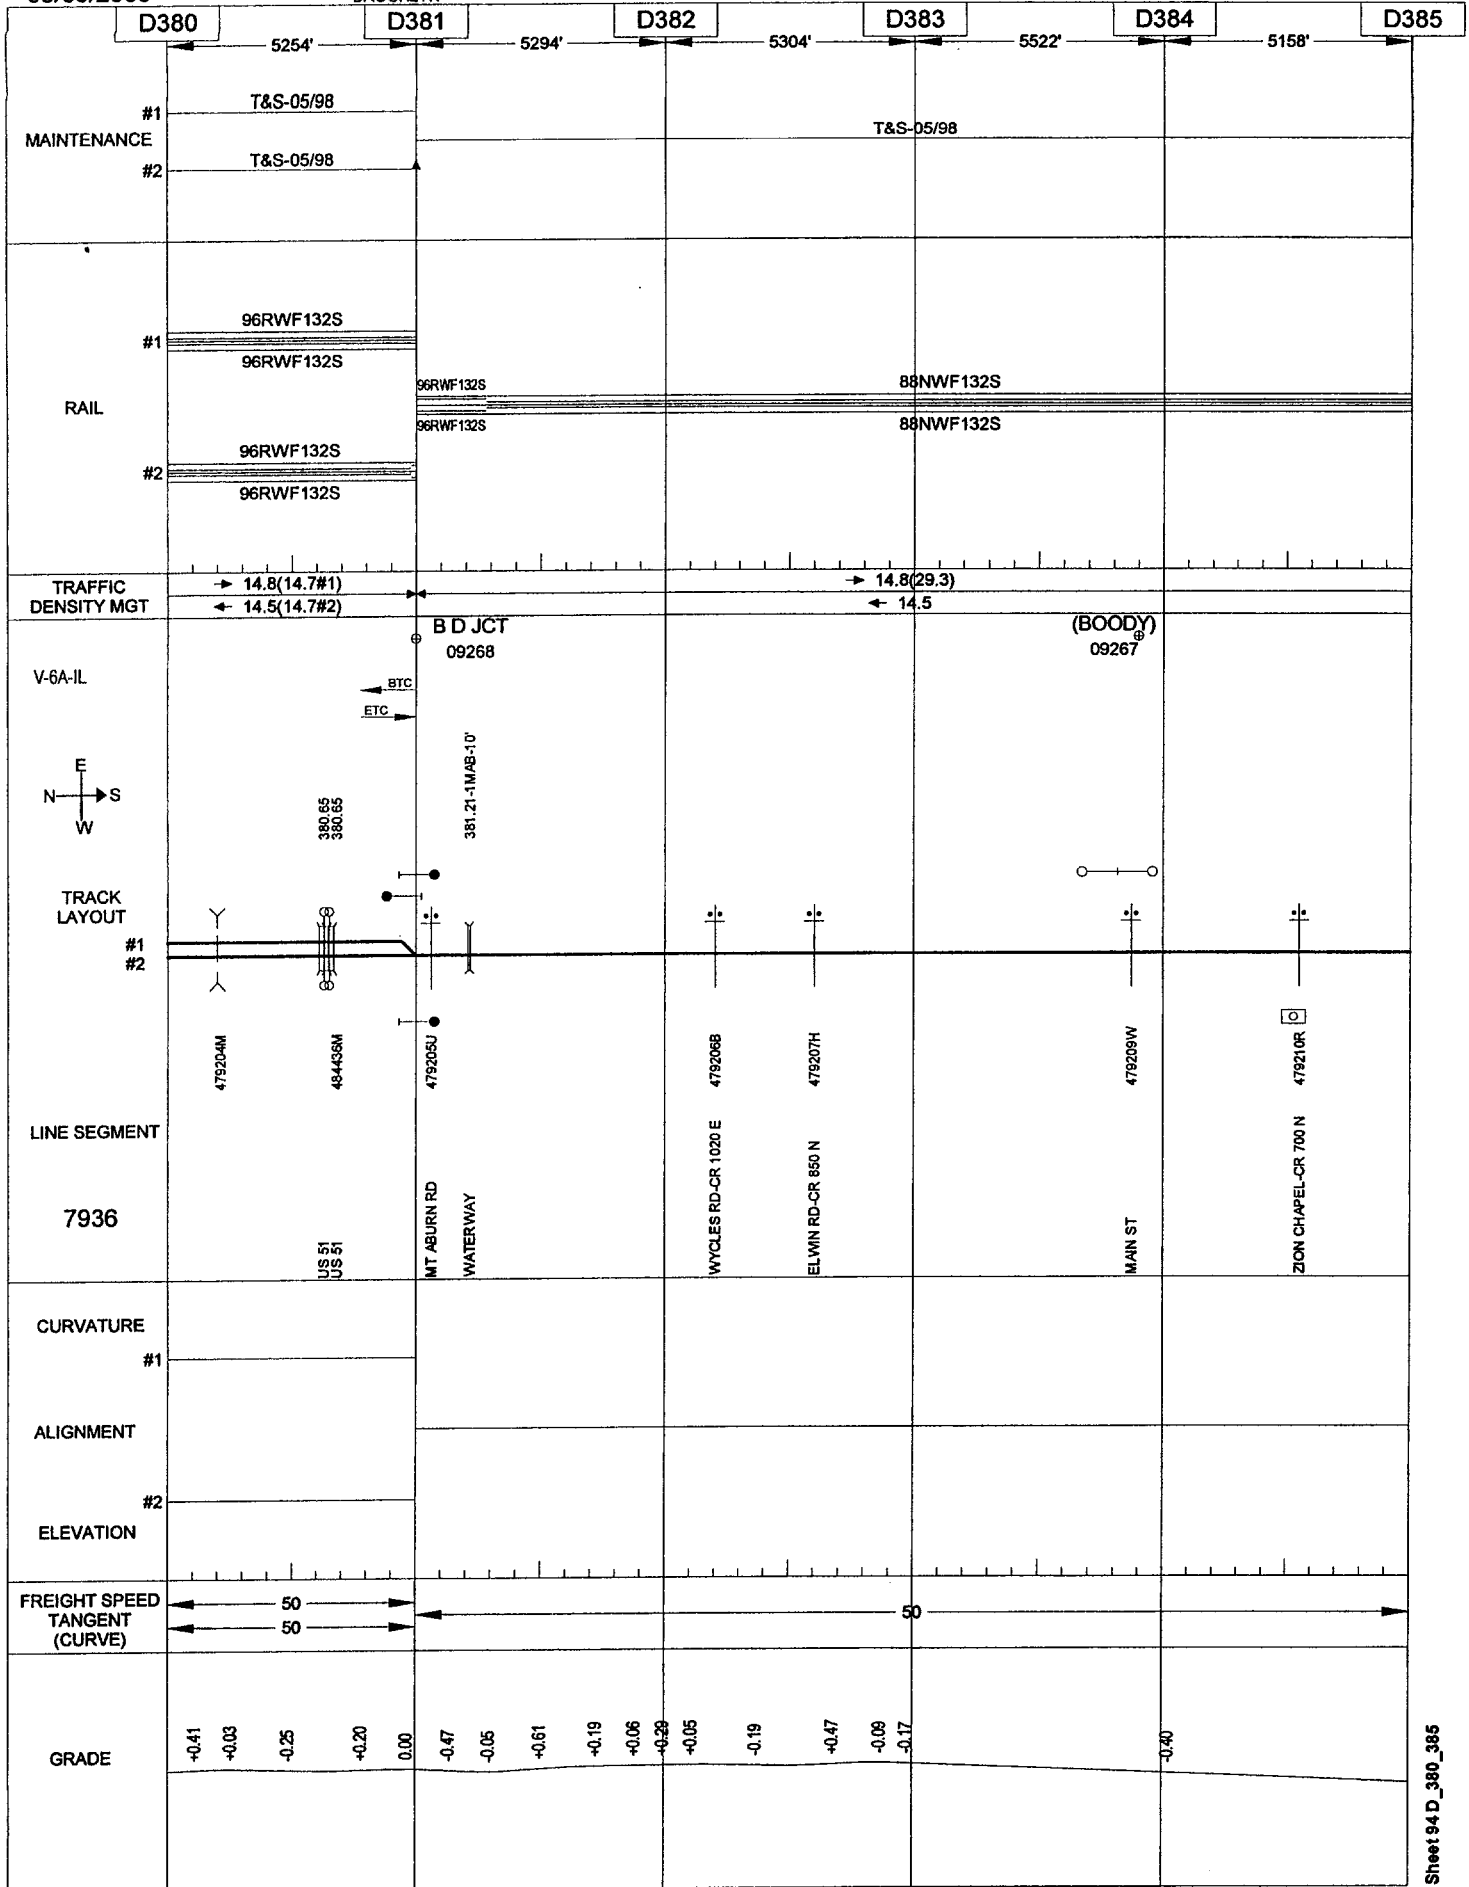 D380 D381 D382 D383 D384 D385
5254' 5294' 5304' 5522' 5158'
MAINTENANCE
#1 T&S-05/98
T&S-05/98
#2 T&S-05/98
RAIL
#1 96RWF132S
96RWF132S
96RWF132S 88NWF132S
96RWF132S 88NWF132S
#2 96RWF132S
96RWF132S
TRAFFIC
DENSITY MGT
14.8(14.7#1) 14.8(29.3)
14.5(14.7#2) 14.5
B D JCT
09268
(BOODY)
09267
V-6A-IL
BTC
ETC
E
N S
W
380.65
380.65
381.21-1MAB-10'
TRACK
LAYOUT
#1
#2
479204M
484436M
479205U
479206B
479207H
479209W
479210R
LINE SEGMENT
7936
US 51
US 51
MT ABURN RD
WATERWAY
WYCLES RD-CR 1020 E
ELWIN RD-CR 850 N
MAIN ST
ZION CHAPEL-CR 700 N
CURVATURE
#1
ALIGNMENT
#2
ELEVATION
FREIGHT SPEED
TANGENT
(CURVE)
50
50
50
GRADE
+0.41
+0.03
-0.25
+0.20
0.00
-0.47
-0.05
+0.61
+0.19
+0.06
+0.29
+0.05
-0.19
+0.47
-0.09
-0.17
-0.40
Sheet 94 D_380_385